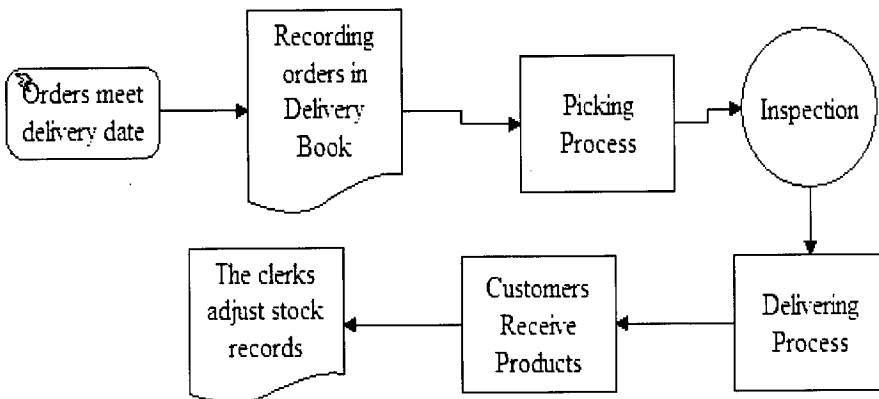 Orders meet
delivery date
Recording
orders in
Delivery
Book
Picking
Process
Inspection
Delivering
Process
Customers
Receive
Products
The clerks
adjust stock
records